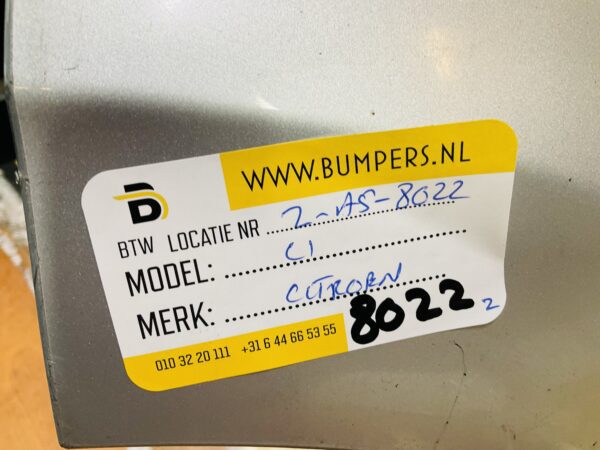 WWW.BUMPERS.NL
BTW LOCATIE NR 2-AS-8022
MODEL: C1
MERK: CITROEN
8022 2
010 32 20 111 +31 6 44 66 53 55